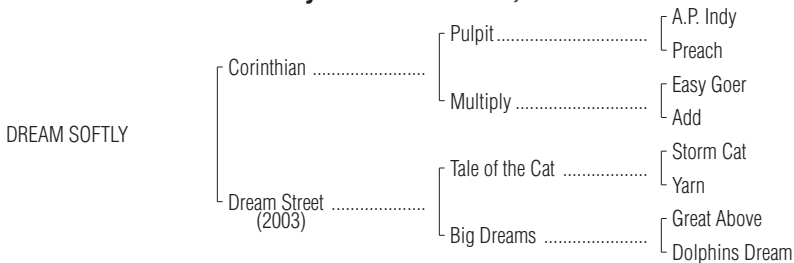 A.P. Indy
Pulpit
Preach
Corinthian
Easy Goer
Multiply
Add
DREAM SOFTLY
Storm Cat
Tale of the Cat
Yarn
Dream Street
(2003)
Great Above
Big Dreams
Dolphins Dream